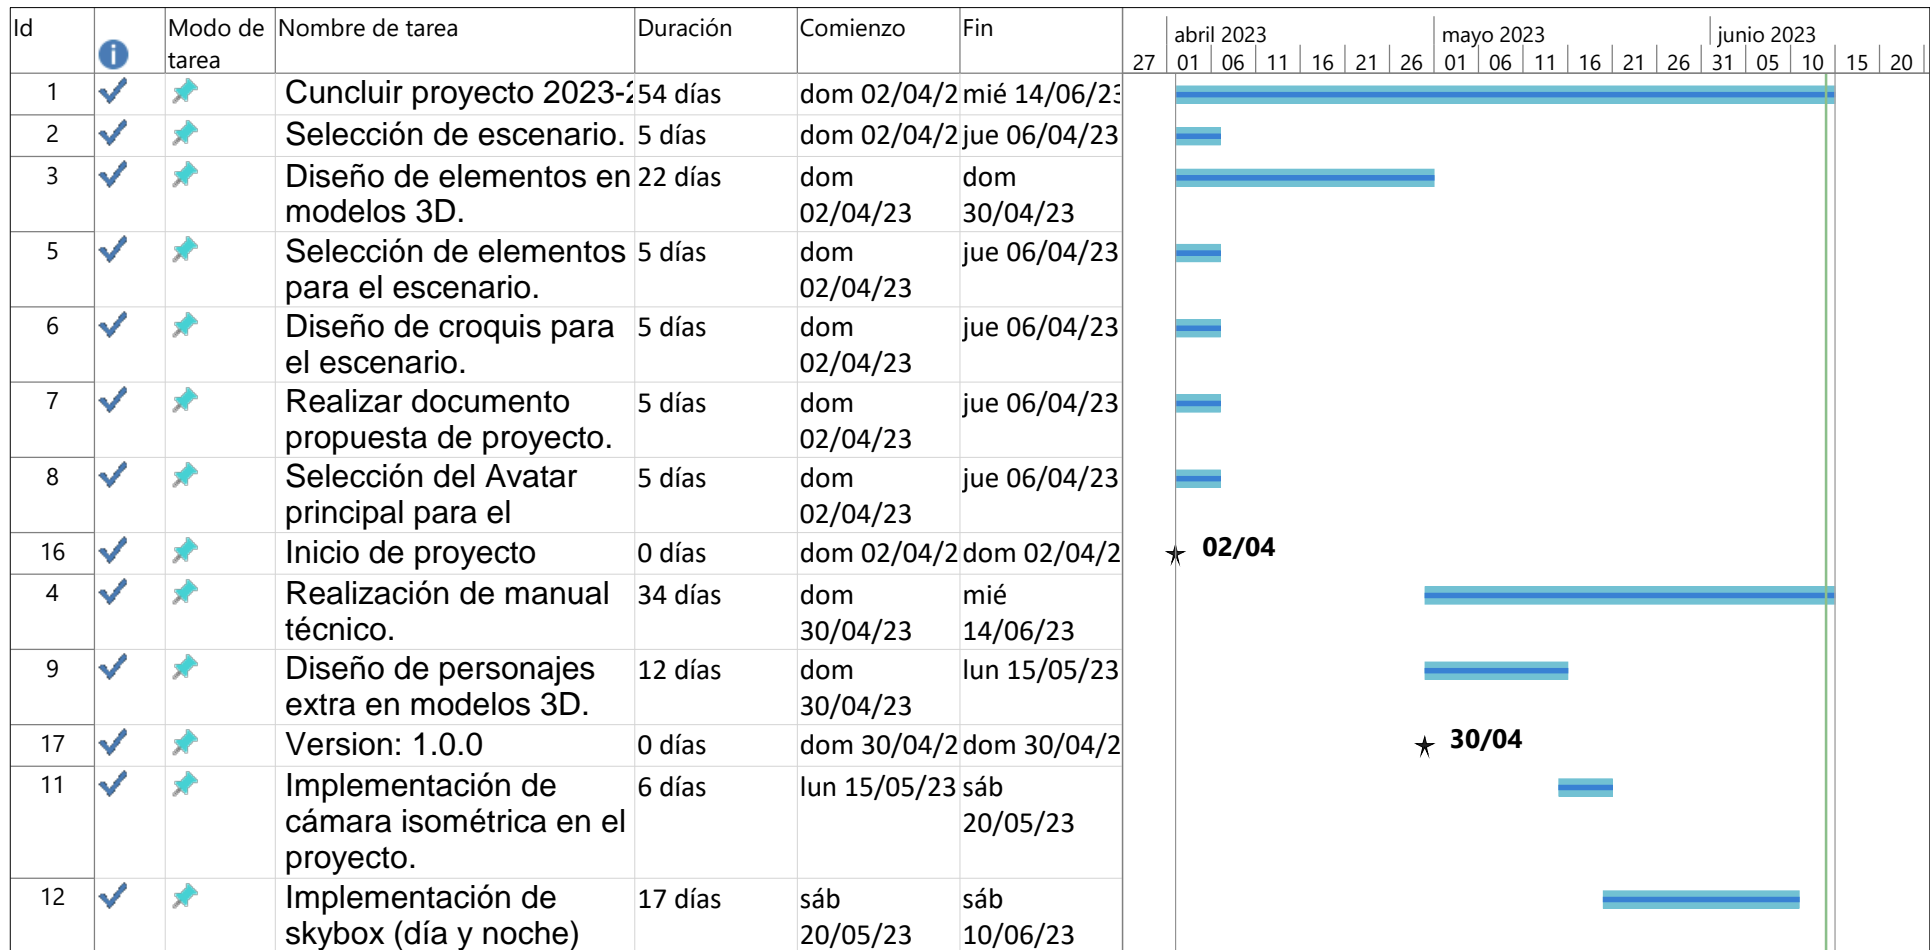 Id Modo de tarea Nombre de tarea Duración Comienzo Fin
abril 2023 mayo 2023 junio 2023
27 01 06 11 16 21 26 01 06 11 16 21 26 31 05 10 15 20
1 Cuncluir proyecto 2023-2 54 días dom 02/04/2 mié 14/06/23
2 Selección de escenario. 5 días dom 02/04/2 jue 06/04/23
3 Diseño de elementos en 22 días dom dom
modelos 3D. 02/04/23 30/04/23
5 Selección de elementos 5 días dom jue 06/04/23
para el escenario. 02/04/23
6 Diseño de croquis para 5 días dom jue 06/04/23
el escenario. 02/04/23
7 Realizar documento 5 días dom jue 06/04/23
propuesta de proyecto. 02/04/23
8 Selección del Avatar 5 días dom jue 06/04/23
principal para el 02/04/23
16 Inicio de proyecto 0 días dom 02/04/2 dom 02/04/2 02/04
4 Realización de manual 34 días dom mié
técnico. 30/04/23 14/06/23
9 Diseño de personajes 12 días dom lun 15/05/23
extra en modelos 3D. 30/04/23
17 Version: 1.0.0 0 días dom 30/04/2 dom 30/04/2 30/04
11 Implementación de 6 días lun 15/05/23 sáb
cámara isométrica en el 20/05/23
proyecto.
12 Implementación de 17 días sáb sáb
skybox (día y noche) 20/05/23 10/06/23